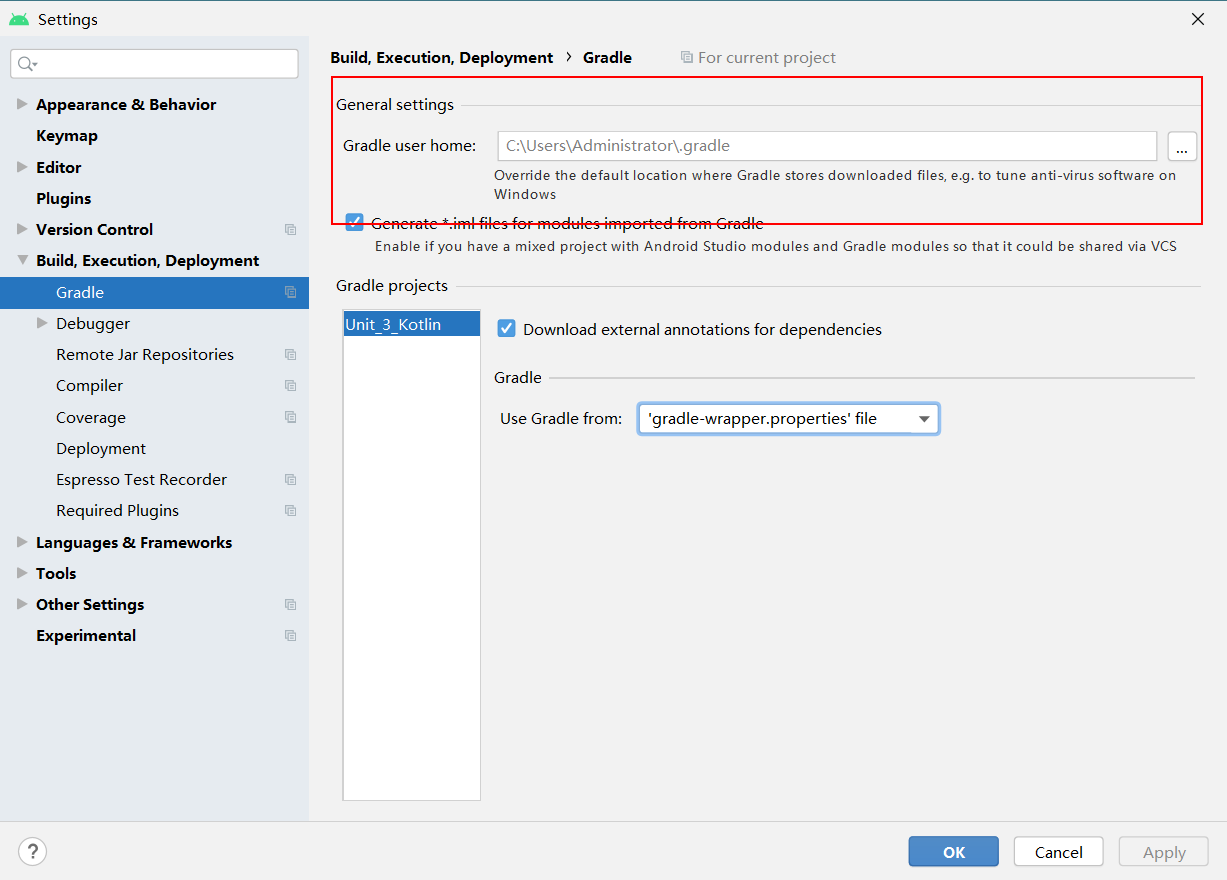 Settings
Build, Execution, Deployment › Gradle For current project
Appearance & Behavior
Keymap
Editor
Plugins
Version Control
Build, Execution, Deployment
Gradle
Debugger
Remote Jar Repositories
Compiler
Coverage
Deployment
Espresso Test Recorder
Required Plugins
Languages & Frameworks
Tools
Other Settings
Experimental
General settings
Gradle user home: C:\Users\Administrator\.gradle ...
Override the default location where Gradle stores downloaded files, e.g. to tune anti-virus software on
Windows
Generate *.iml files for modules imported from Gradle
Enable if you have a mixed project with Android Studio modules and Gradle modules so that it could be shared via VCS
Gradle projects
Unit_3_Kotlin
Download external annotations for dependencies
Gradle
Use Gradle from: 'gradle-wrapper.properties' file
?
OK Cancel Apply